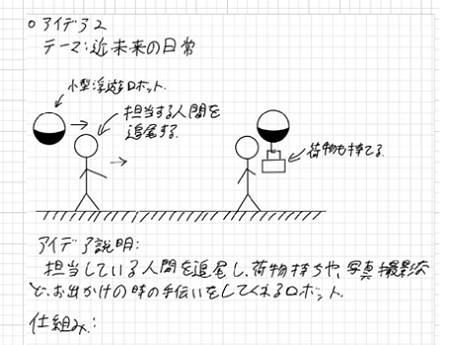 ○アイデア2
テーマ:近未来の日常
小型浮遊ロボット
担当する人間を
追尾する
荷物も持てる
アイデア説明:
担当している人間を追尾し、荷物持ちや写真撮影な
ど、お出かけの時の手伝いをしてくれるロボット
仕組み: